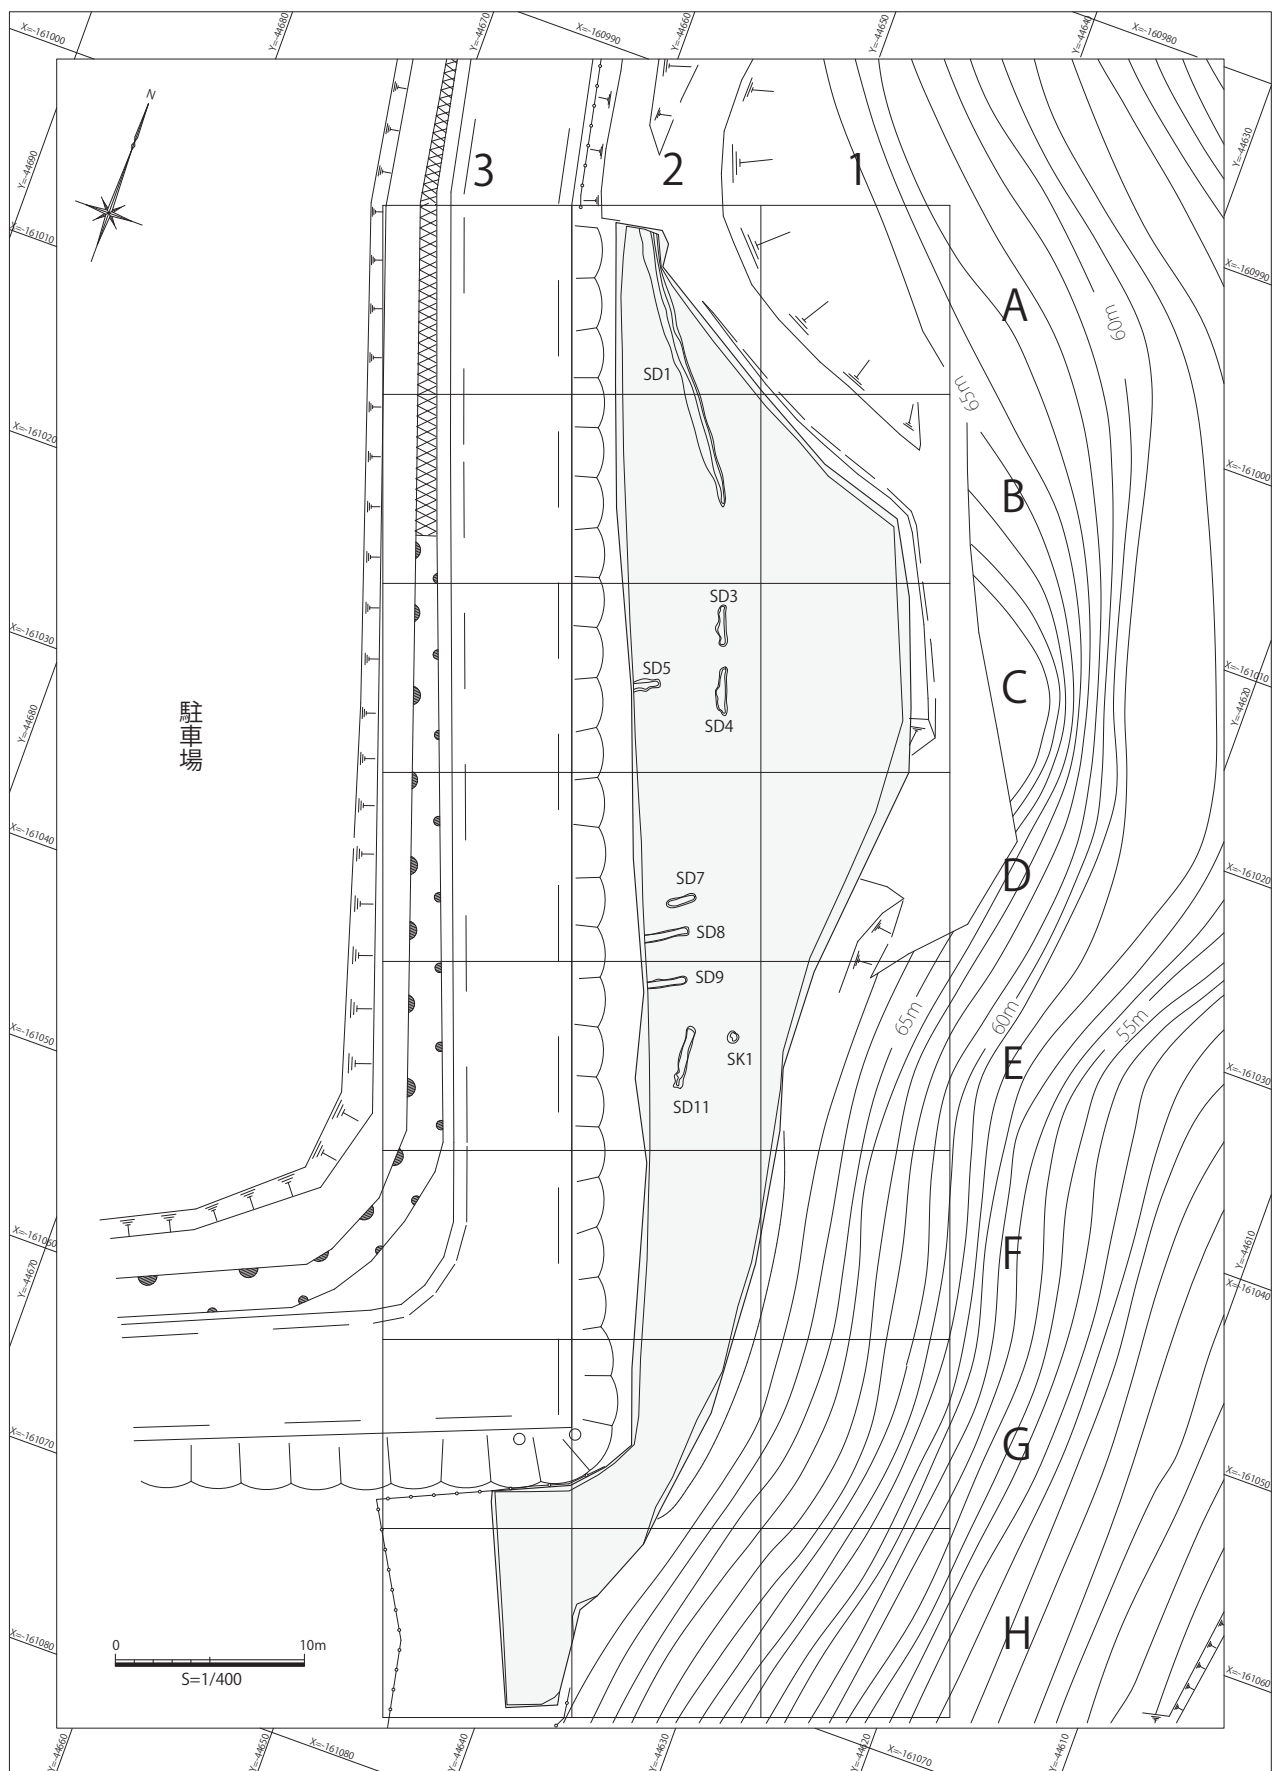 X=-161000
Y=-44680
Y=-44670
X=-160990
Y=-44660
Y=-44650
Y=-44640
X=-160980
N
Y=-44690
Y=-44630
3
2
1
X=-161010
X=-160990
A
60m
SD1
65m
X=-161020
X=-161000
B
SD3
X=-161030
SD5
X=-161010
C
Y=-44620
Y=-44680
SD4
駐車場
X=-161040
SD7
D
X=-161020
SD8
SD9
65m
60m
55m
X=-161050
SK1
E
X=-161030
SD11
X=-161060
F
Y=-44610
Y=-44670
X=-161040
X=-161070
G
X=-161050
X=-161080
H
0
10m
S=1/400
X=-161060
Y=-44660
Y=-44650
X=-161080
Y=-44640
Y=-44630
Y=-44620
X=-161070
Y=-44610